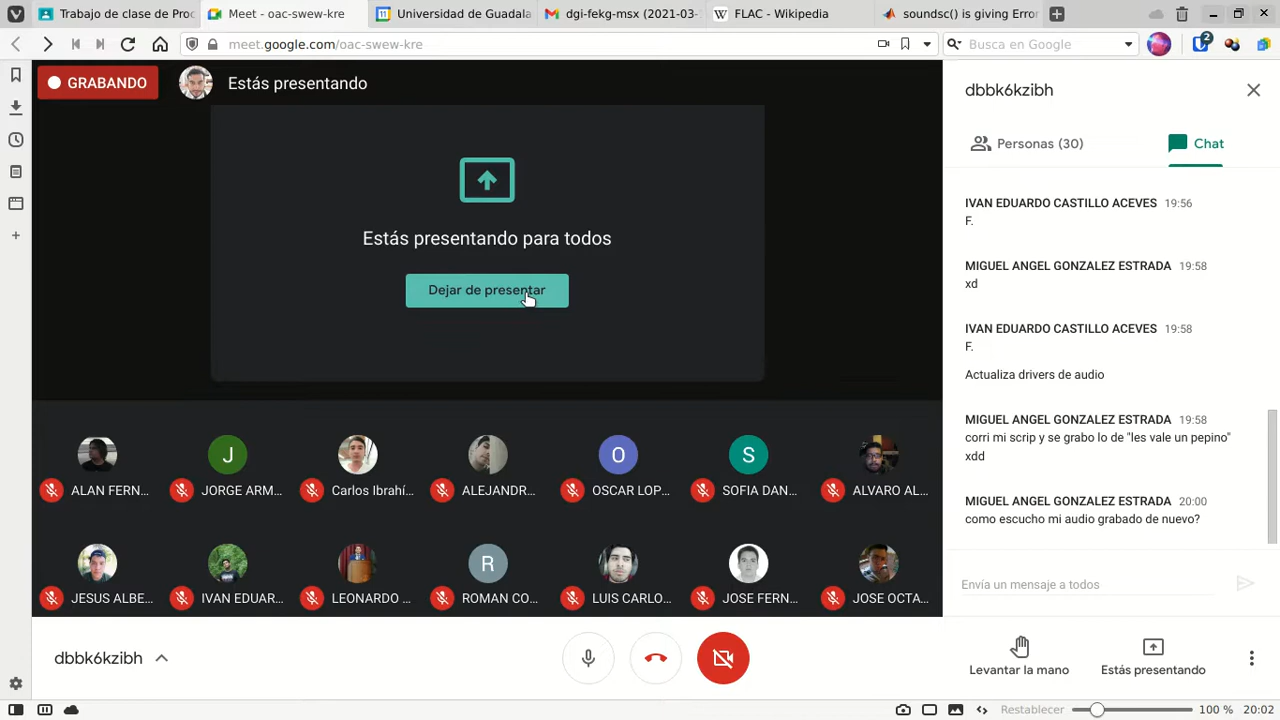 Trabajo de clase de Proc
Meet - oac-swew-kre
Universidad de Guadala
dgi-fekg-msv (2021-03-
FLAC - Wikipedia
soundsc() is giving Error
meet.google.com/oac-swew-kre
Busca en Google
2
GRABANDO
Estás presentando
Estás presentando para todos
Dejar de presentar
ALAN FERN...
J
JORGE ARM...
Carlos Ibrahí...
ALEJANDR...
O
OSCAR LOP...
S
SOFIA DAN...
ALVARO AL...
JESUS ALBE...
IVAN EDUAR...
LEONARDO ...
R
ROMAN CO...
LUIS CARLO...
JOSE FERN...
JOSE OCTA...
dbbk6kzibh
dbbk6kzibh
Personas (30)
Chat
IVAN EDUARDO CASTILLO ACEVES 19:56
F.
MIGUEL ANGEL GONZALEZ ESTRADA 19:58
xd
IVAN EDUARDO CASTILLO ACEVES 19:58
F.
Actualiza drivers de audio
MIGUEL ANGEL GONZALEZ ESTRADA 19:58
corri mi scrip y se grabo lo de "les vale un pepino"
xdd
MIGUEL ANGEL GONZALEZ ESTRADA 20:00
como escucho mi audio grabado de nuevo?
Envía un mensaje a todos
Levantar la mano
Estás presentando
Restablecer
100 %
20:02